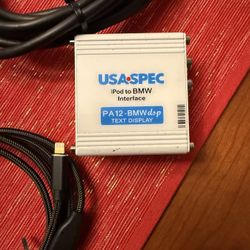 USA SPEC
iPod to BMW
Interface
PA12-BMWdsp
TEXT DISPLAY